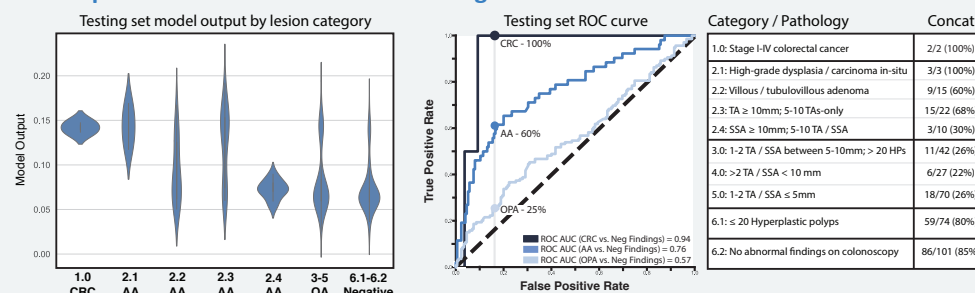 Testing set model output by lesion category
Model Output
0.20
0.15
0.10
0.05
0.00
1.0 2.1 2.2 2.3 2.4 3-5 6.1-6.2
CRC AA AA AA AA OA Negative
Testing set ROC curve
True Positive Rate
CRC - 100%
AA - 60%
OPA - 25%
ROC AUC (CRC vs. Neg Findings) = 0.94
ROC AUC (AA vs. Neg Findings) = 0.76
ROC AUC (OPA vs. Neg Findings) = 0.57
False Positive Rate
Category / Pathology Concat
1.0: Stage I-IV colorectal cancer 2/2 (100%)
2.1: High-grade dysplasia / carcinoma in-situ 3/3 (100%)
2.2: Villous / tubulovillous adenoma 9/15 (60%)
2.3: TA ≥ 10mm; 5-10 TAs-only 15/22 (68%
2.4: SSA ≥ 10mm; 5-10 TA / SSA 3/10 (30%)
3.0: 1-2 TA / SSA between 5-10mm; > 20 HPs 11/42 (26%)
4.0: >2 TA / SSA < 10 mm 6/27 (22%)
5.0: 1-2 TA / SSA ≤ 5mm 18/70 (26%)
6.1: ≤ 20 Hyperplastic polyps 59/74 (80%)
6.2: No abnormal findings on colonoscopy 86/101 (85%)